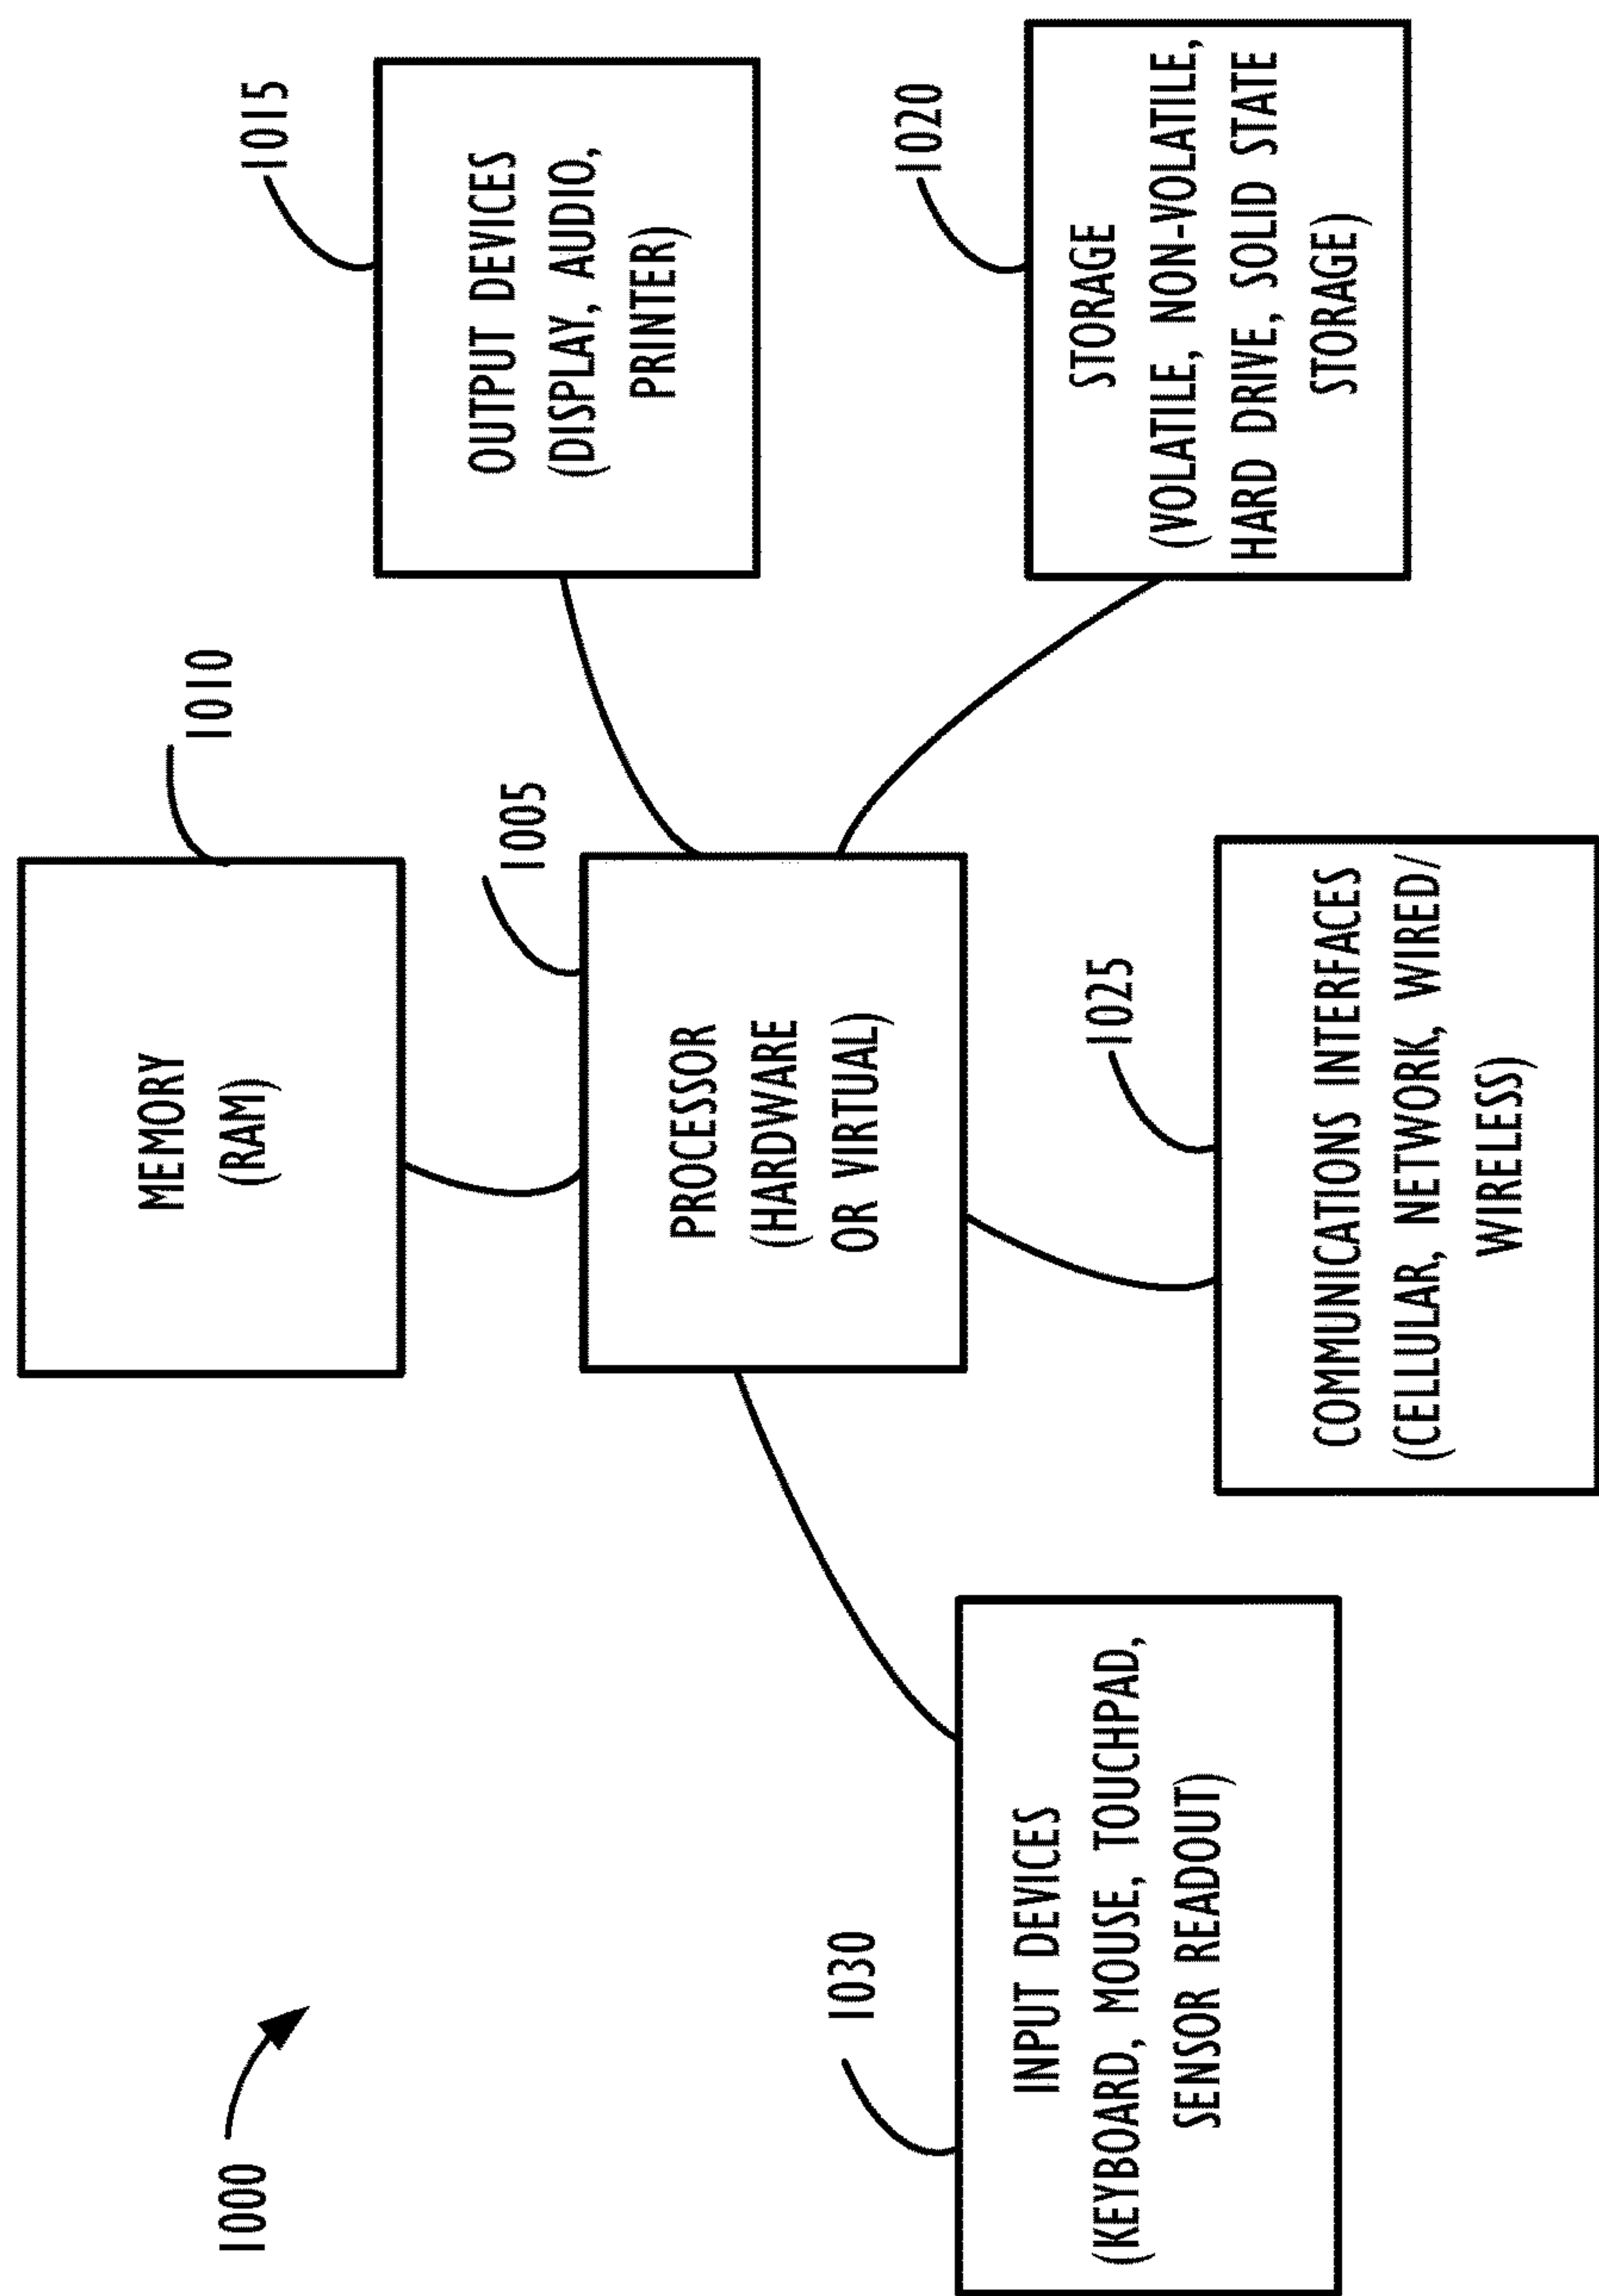 1000
1010
MEMORY
(RAM)
1015
OUTPUT DEVICES
(DISPLAY, AUDIO,
PRINTER)
1005
PROCESSOR
(HARDWARE
OR VIRTUAL)
1030
INPUT DEVICES
(KEYBOARD, MOUSE, TOUCHPAD,
SENSOR READOUT)
1025
COMMUNICATIONS INTERFACES
(CELLULAR, NETWORK, WIRED/
WIRELESS)
1020
STORAGE
(VOLATILE, NON-VOLATILE,
HARD DRIVE, SOLID STATE
STORAGE)